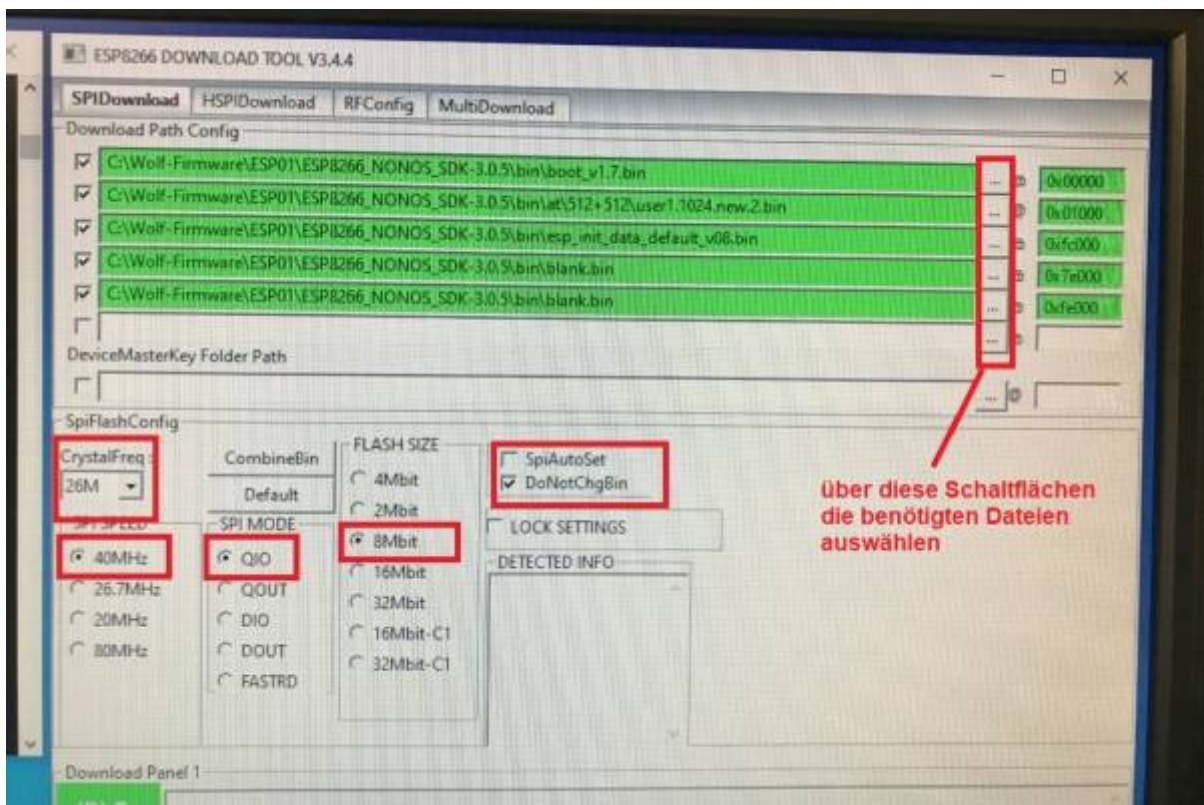 ESP8266 DOWNLOAD TOOL V3.4.4
SPIDownload HSPIDownload RFConfig MultiDownload
Download Path Config
C:\Wolf-Firmware\ESP01\ESP8266_NONOS_SDK-3.0.5\bin\boot_v1.7.bin ... @ 0x00000
C:\Wolf-Firmware\ESP01\ESP8266_NONOS_SDK-3.0.5\bin\at\512+512\user1.1024.new.2.bin ... @ 0x01000
C:\Wolf-Firmware\ESP01\ESP8266_NONOS_SDK-3.0.5\bin\esp_init_data_default_v08.bin ... @ 0xfc000
C:\Wolf-Firmware\ESP01\ESP8266_NONOS_SDK-3.0.5\bin\blank.bin ... @ 0x7e000
C:\Wolf-Firmware\ESP01\ESP8266_NONOS_SDK-3.0.5\bin\blank.bin ... @ 0xfe000
... @
DeviceMasterKey Folder Path
... @
SpiFlashConfig
CrystalFreq :
26M
SPI SPEED
40MHz
26.7MHz
20MHz
80MHz
CombineBin
Default
SPI MODE
QIO
QOUT
DIO
DOUT
FASTRD
FLASH SIZE
4Mbit
2Mbit
8Mbit
16Mbit
32Mbit
16Mbit-C1
32Mbit-C1
SpiAutoSet
DoNotChgBin
LOCK SETTINGS
DETECTED INFO
über diese Schaltflächen
die benötigten Dateien
auswählen
Download Panel 1